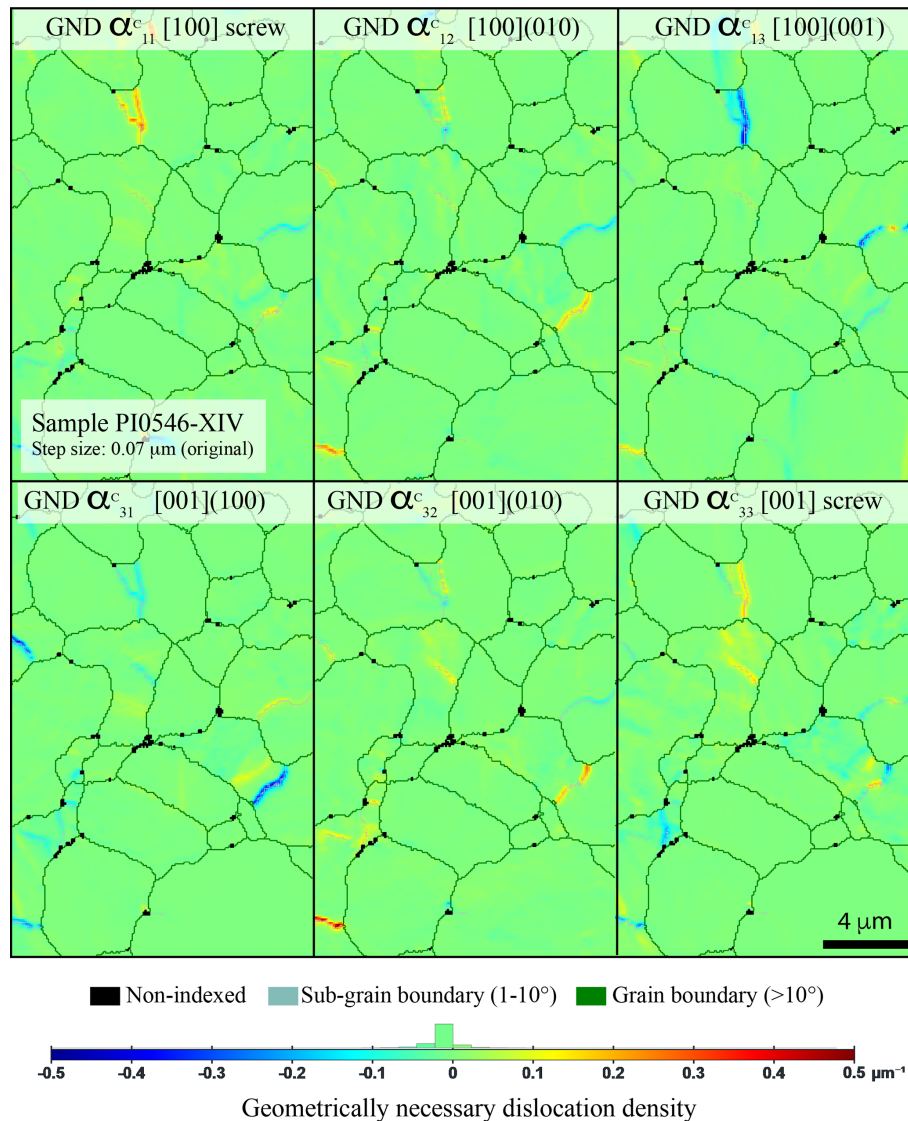 GND αᶜ₁₁ [100] screw
GND αᶜ₁₂ [100](010)
GND αᶜ₁₃ [100](001)
Sample PI0546-XIV
Step size: 0.07 μm (original)
GND αᶜ₃₁ [001](100)
GND αᶜ₃₂ [001](010)
GND αᶜ₃₃ [001] screw
4 μm
Non-indexed Sub-grain boundary (1-10°) Grain boundary (>10°)
-0.5 -0.4 -0.3 -0.2 -0.1 0 0.1 0.2 0.3 0.4 0.5 μm⁻¹
Geometrically necessary dislocation density